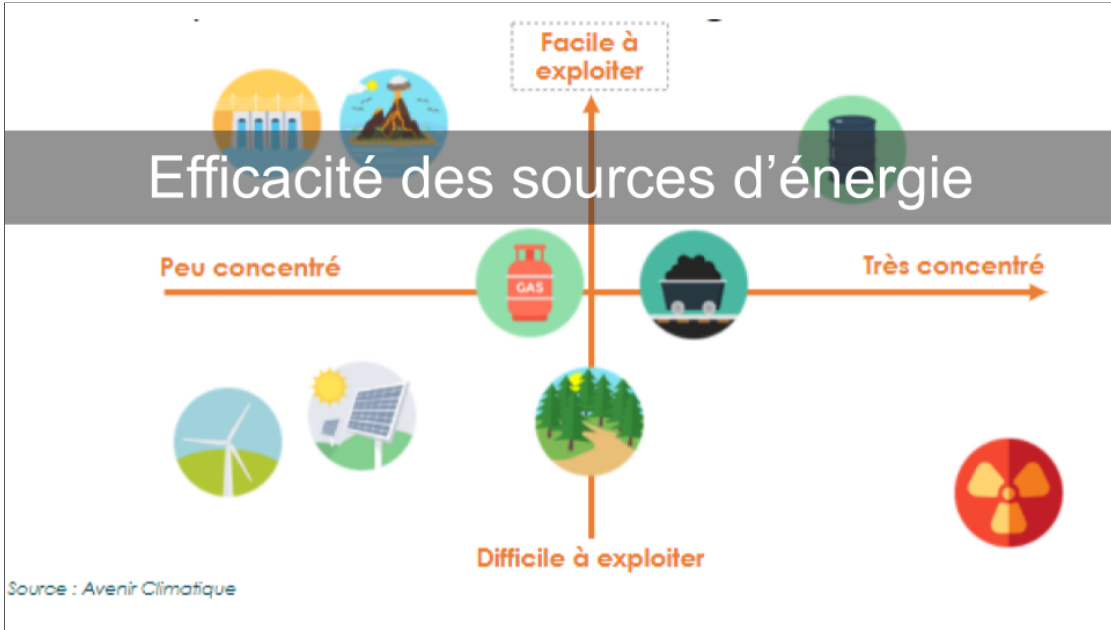 Facile à
exploiter
Efficacité des sources d’énergie
Peu concentré
Très concentré
GAS
Difficile à exploiter
Source : Avenir Climatique